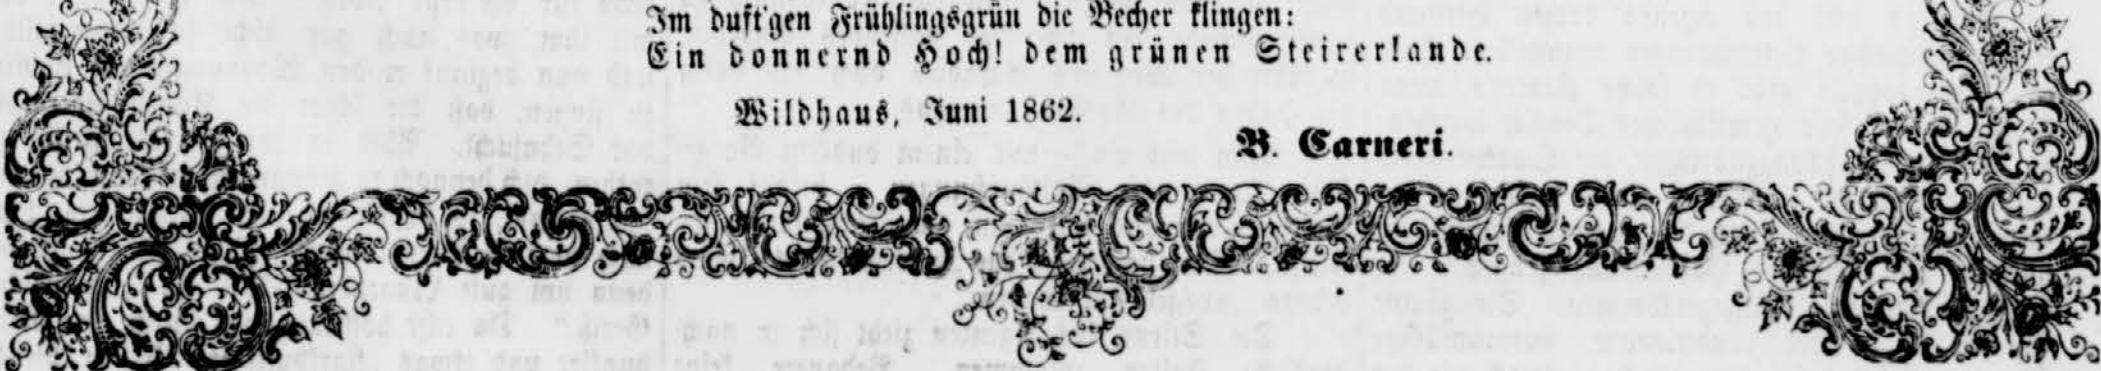 Im duft'gen Frühlingsgrün die Becher klingen:
Ein donnernd Hoch! dem grünen Steirerlande.
Wildhaus, Juni 1862.
B. Carneri.